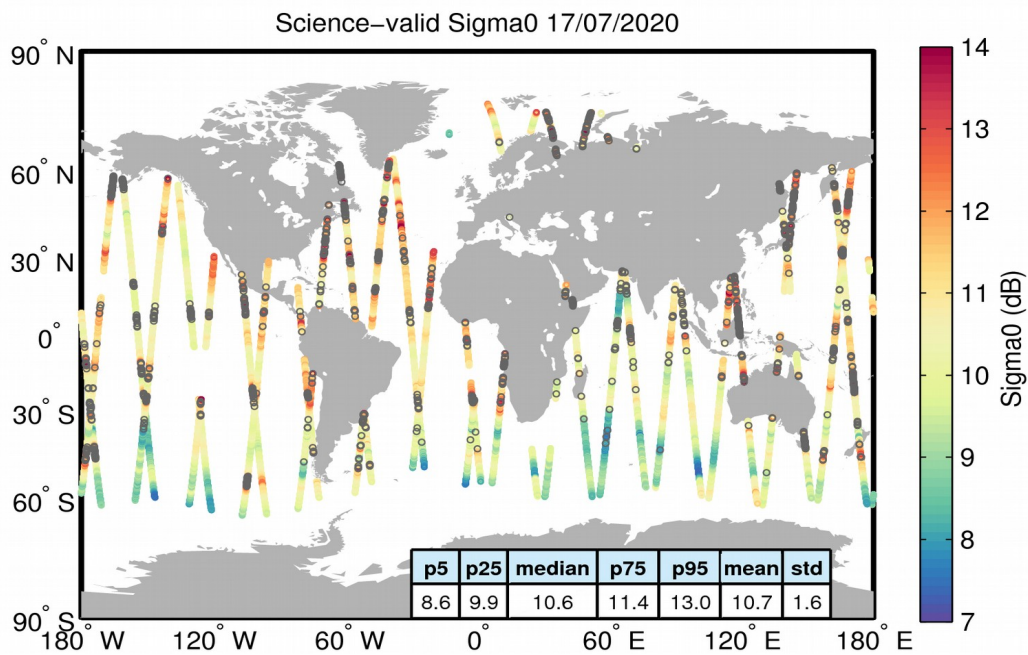 Science–valid Sigma0 17/07/2020
90° N
60° N
30° N
0°
30° S
60° S
90° S
180° W
120° W
60° W
0°
60° E
120° E
180° E
p5 p25 median p75 p95 mean std
8.6 9.9 10.6 11.4 13.0 10.7 1.6
14
13
12
11
10
9
8
7
Sigma0 (dB)